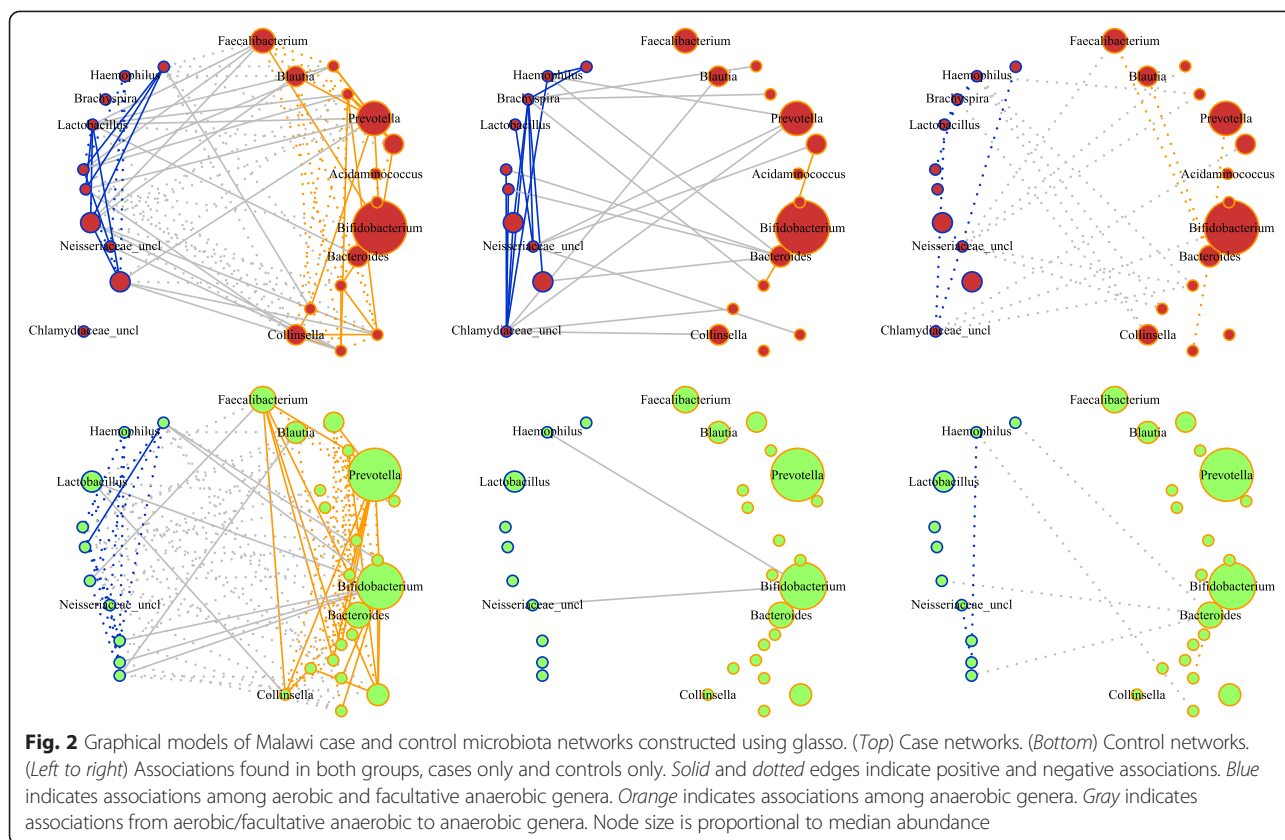 Faecalibacterium
Haemophilus
Blautia
Brachyspira
Lactobacillus
Prevotella
Acidaminococcus
Bifidobacterium
Neisseriaceae_uncl
Bacteroides
Chlamydiaceae_uncl
Collinsella
Faecalibacterium
Haemophilus
Blautia
Brachyspira
Lactobacillus
Prevotella
Acidaminococcus
Bifidobacterium
Neisseriaceae_uncl
Bacteroides
Chlamydiaceae_uncl
Collinsella
Faecalibacterium
Haemophilus
Blautia
Brachyspira
Lactobacillus
Prevotella
Acidaminococcus
Bifidobacterium
Neisseriaceae_uncl
Bacteroides
Chlamydiaceae_uncl
Collinsella
Faecalibacterium
Haemophilus
Blautia
Lactobacillus
Prevotella
Bifidobacterium
Neisseriaceae_uncl
Bacteroides
Collinsella
Faecalibacterium
Haemophilus
Blautia
Lactobacillus
Prevotella
Bifidobacterium
Neisseriaceae_uncl
Bacteroides
Collinsella
Faecalibacterium
Haemophilus
Blautia
Lactobacillus
Prevotella
Bifidobacterium
Neisseriaceae_uncl
Bacteroides
Collinsella
Fig. 2 Graphical models of Malawi case and control microbiota networks constructed using glasso. (Top) Case networks. (Bottom) Control networks.
(Left to right) Associations found in both groups, cases only and controls only. Solid and dotted edges indicate positive and negative associations. Blue
indicates associations among aerobic and facultative anaerobic genera. Orange indicates associations among anaerobic genera. Gray indicates
associations from aerobic/facultative anaerobic to anaerobic genera. Node size is proportional to median abundance